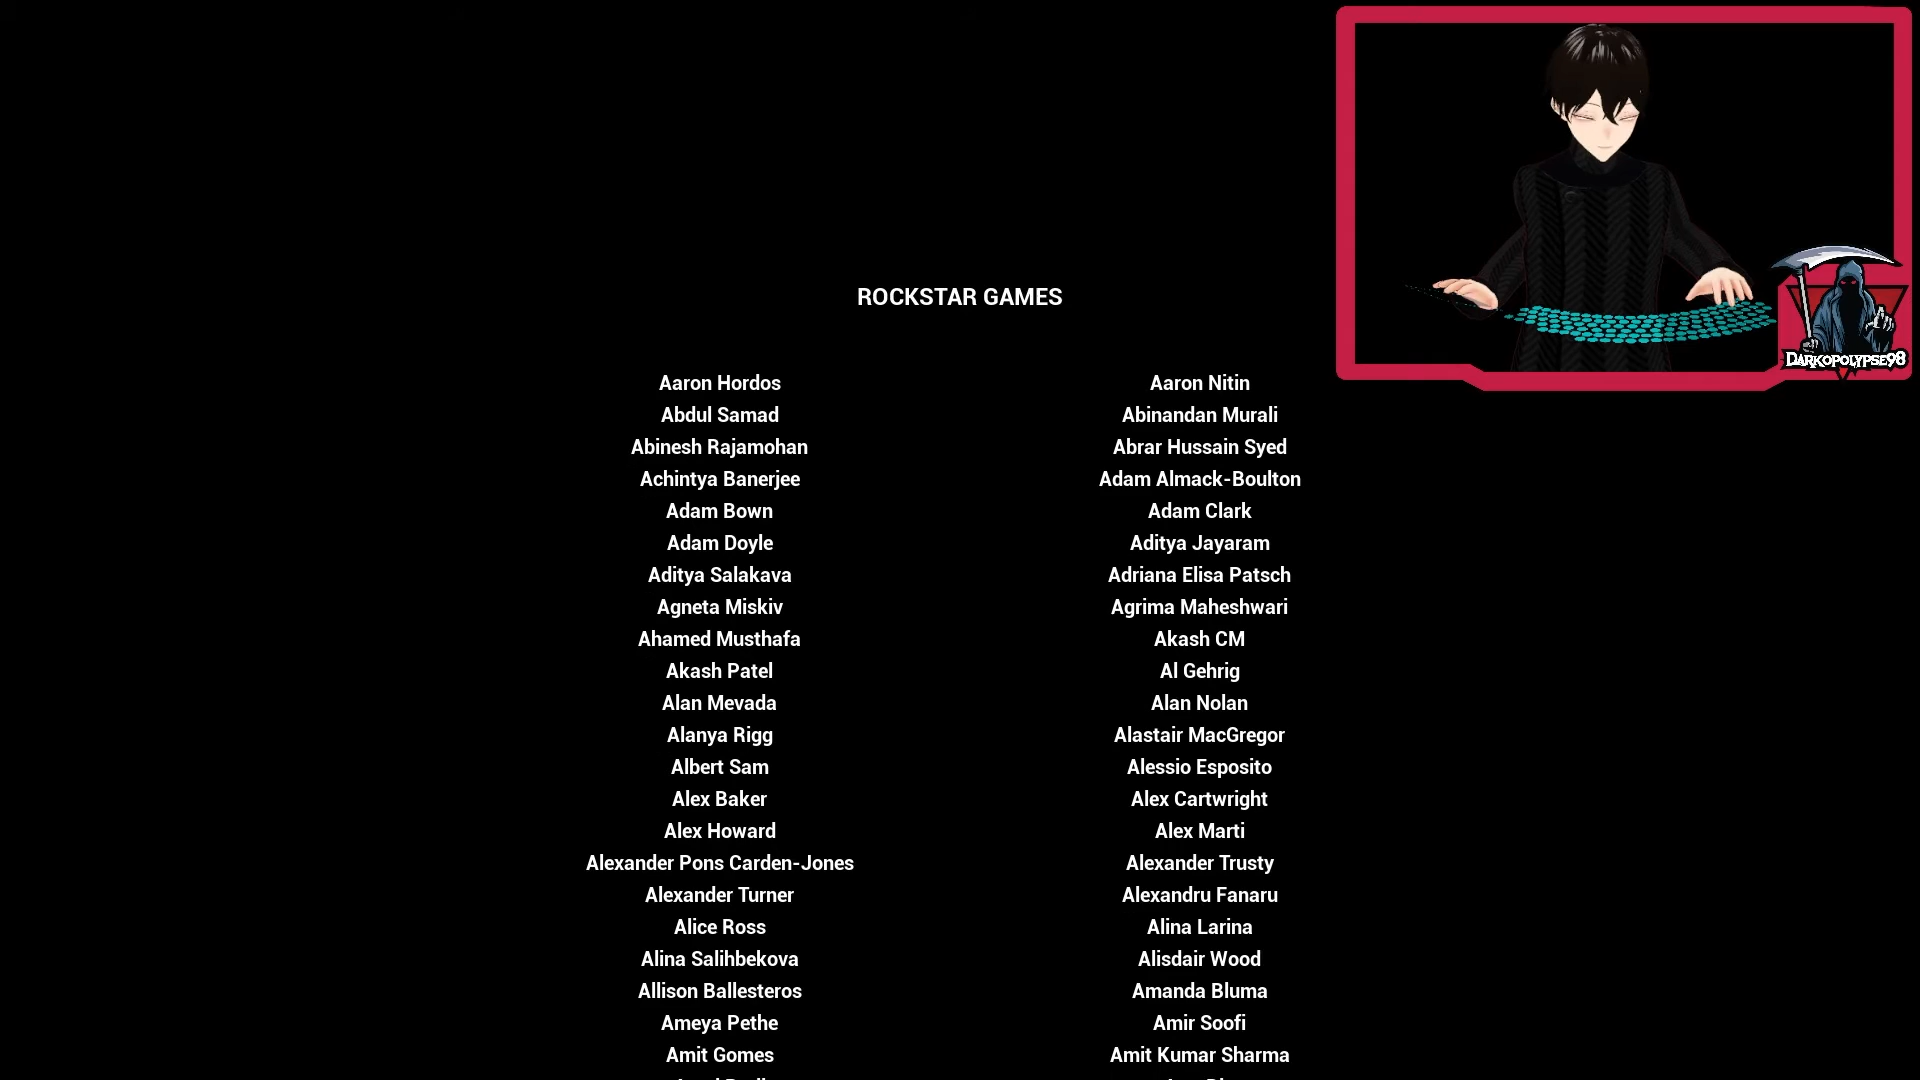 ROCKSTAR GAMES
Aaron Hordos Aaron Nitin
Abdul Samad Abinandan Murali
Abinesh Rajamohan Abrar Hussain Syed
Achintya Banerjee Adam Almack-Boulton
Adam Bown Adam Clark
Adam Doyle Aditya Jayaram
Aditya Salakava Adriana Elisa Patsch
Agneta Miskiv Agrima Maheshwari
Ahamed Musthafa Akash CM
Akash Patel Al Gehrig
Alan Mevada Alan Nolan
Alanya Rigg Alastair MacGregor
Albert Sam Alessio Esposito
Alex Baker Alex Cartwright
Alex Howard Alex Marti
Alexander Pons Carden-Jones Alexander Trusty
Alexander Turner Alexandru Fanaru
Alice Ross Alina Larina
Alina Salihbekova Alisdair Wood
Allison Ballesteros Amanda Bluma
Ameya Pethe Amir Soofi
Amit Gomes Amit Kumar Sharma
DARKOPOLYPSE98